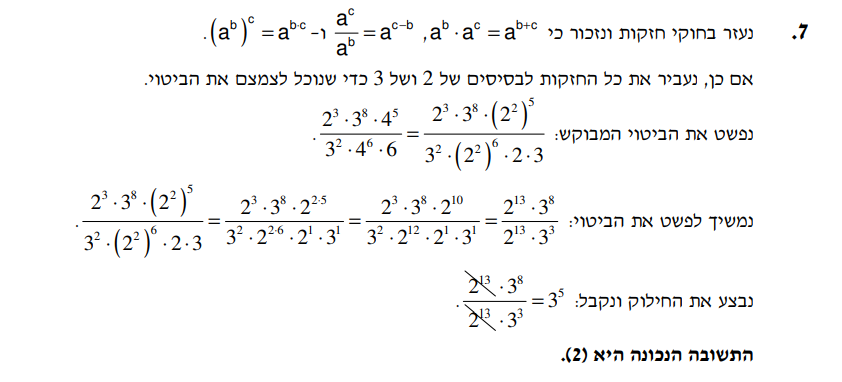 7. נעזר בחוקי חזקות ונזכור כי a^b · a^c = a^(b+c), a^c / a^b = a^(c−b) ו- (a^b)^c = a^(b·c).
אם כן, נעביר את כל החזקות לבסיסים של 2 ושל 3 כדי שנוכל לצמצם את הביטוי.
נפשט את הביטוי המבוקש: (2^3 · 3^8 · 4^5) / (3^2 · 4^6 · 6) = (2^3 · 3^8 · (2^2)^5) / (3^2 · (2^2)^6 · 2 · 3).
נמשיך לפשט את הביטוי: (2^3 · 3^8 · (2^2)^5) / (3^2 · (2^2)^6 · 2 · 3) = (2^3 · 3^8 · 2^(2·5)) / (3^2 · 2^(2·6) · 2^1 · 3^1) = (2^3 · 3^8 · 2^10) / (3^2 · 2^12 · 2^1 · 3^1) = (2^13 · 3^8) / (2^13 · 3^3).
נבצע את החילוק ונקבל: (2^13 · 3^8) / (2^13 · 3^3) = 3^5.
התשובה הנכונה היא (2).